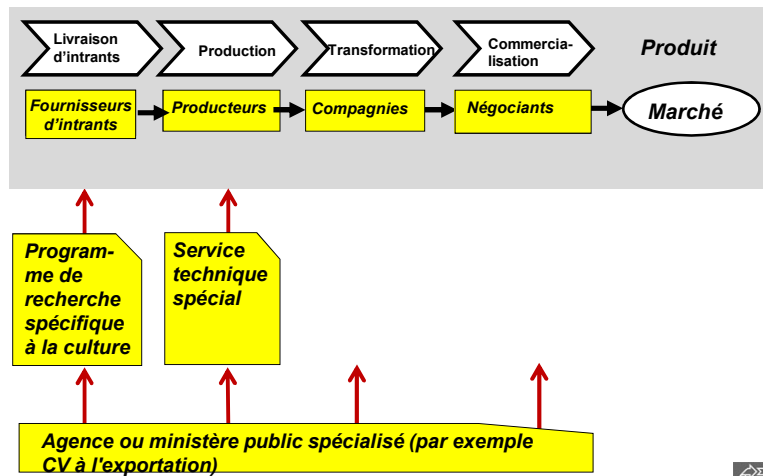 Livraison
d'intrants
Production
Transformation
Commercia-
lisation
Produit
Fournisseurs
d'intrants
Producteurs
Compagnies
Négociants
Marché
Program-
me de
recherche
spécifique
à la culture
Service
technique
spécial
Agence ou ministère public spécialisé (par exemple
CV à l'exportation)